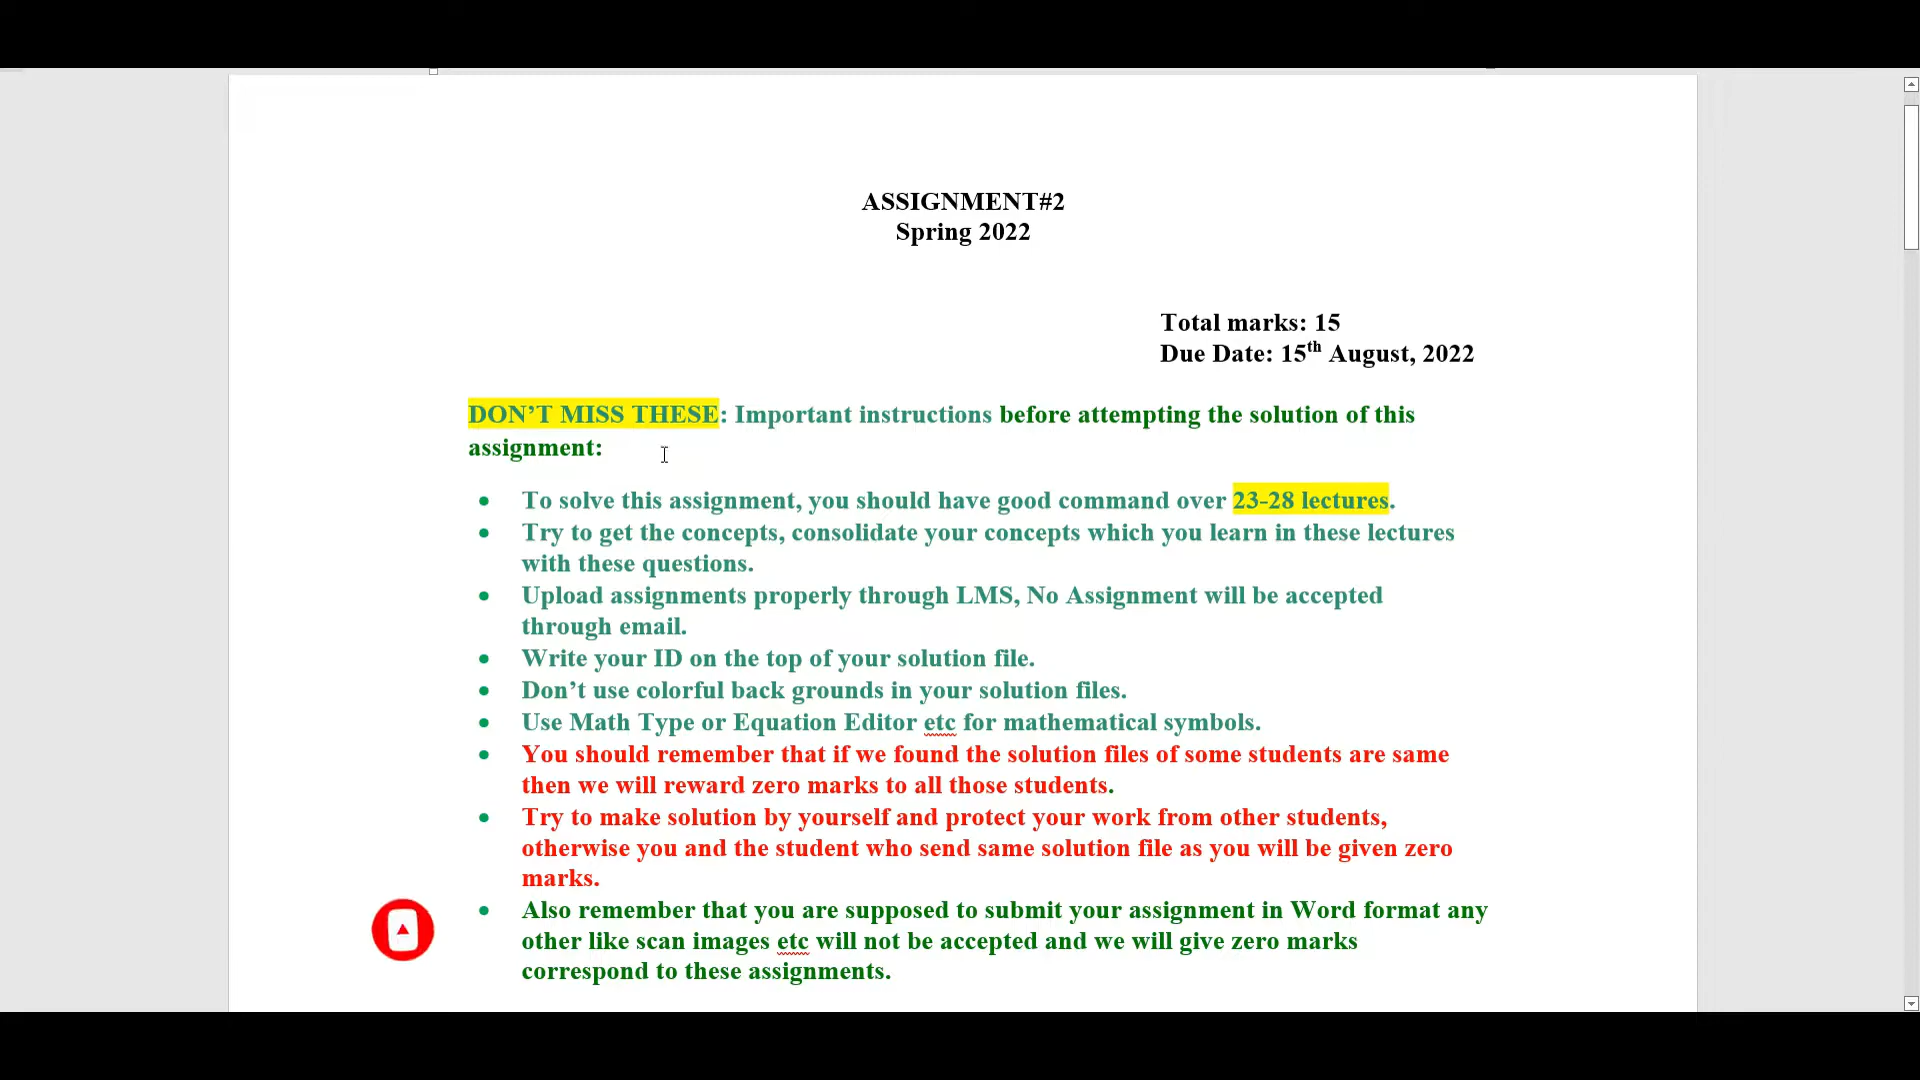 ASSIGNMENT#2
Spring 2022
Total marks: 15
Due Date: 15th August, 2022
DON’T MISS THESE: Important instructions before attempting the solution of this
assignment:
• To solve this assignment, you should have good command over 23-28 lectures.
• Try to get the concepts, consolidate your concepts which you learn in these lectures
with these questions.
• Upload assignments properly through LMS, No Assignment will be accepted
through email.
• Write your ID on the top of your solution file.
• Don’t use colorful back grounds in your solution files.
• Use Math Type or Equation Editor etc for mathematical symbols.
• You should remember that if we found the solution files of some students are same
then we will reward zero marks to all those students.
• Try to make solution by yourself and protect your work from other students,
otherwise you and the student who send same solution file as you will be given zero
marks.
• Also remember that you are supposed to submit your assignment in Word format any
other like scan images etc will not be accepted and we will give zero marks
correspond to these assignments.